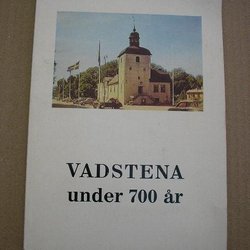 VADSTENA
under 700 år